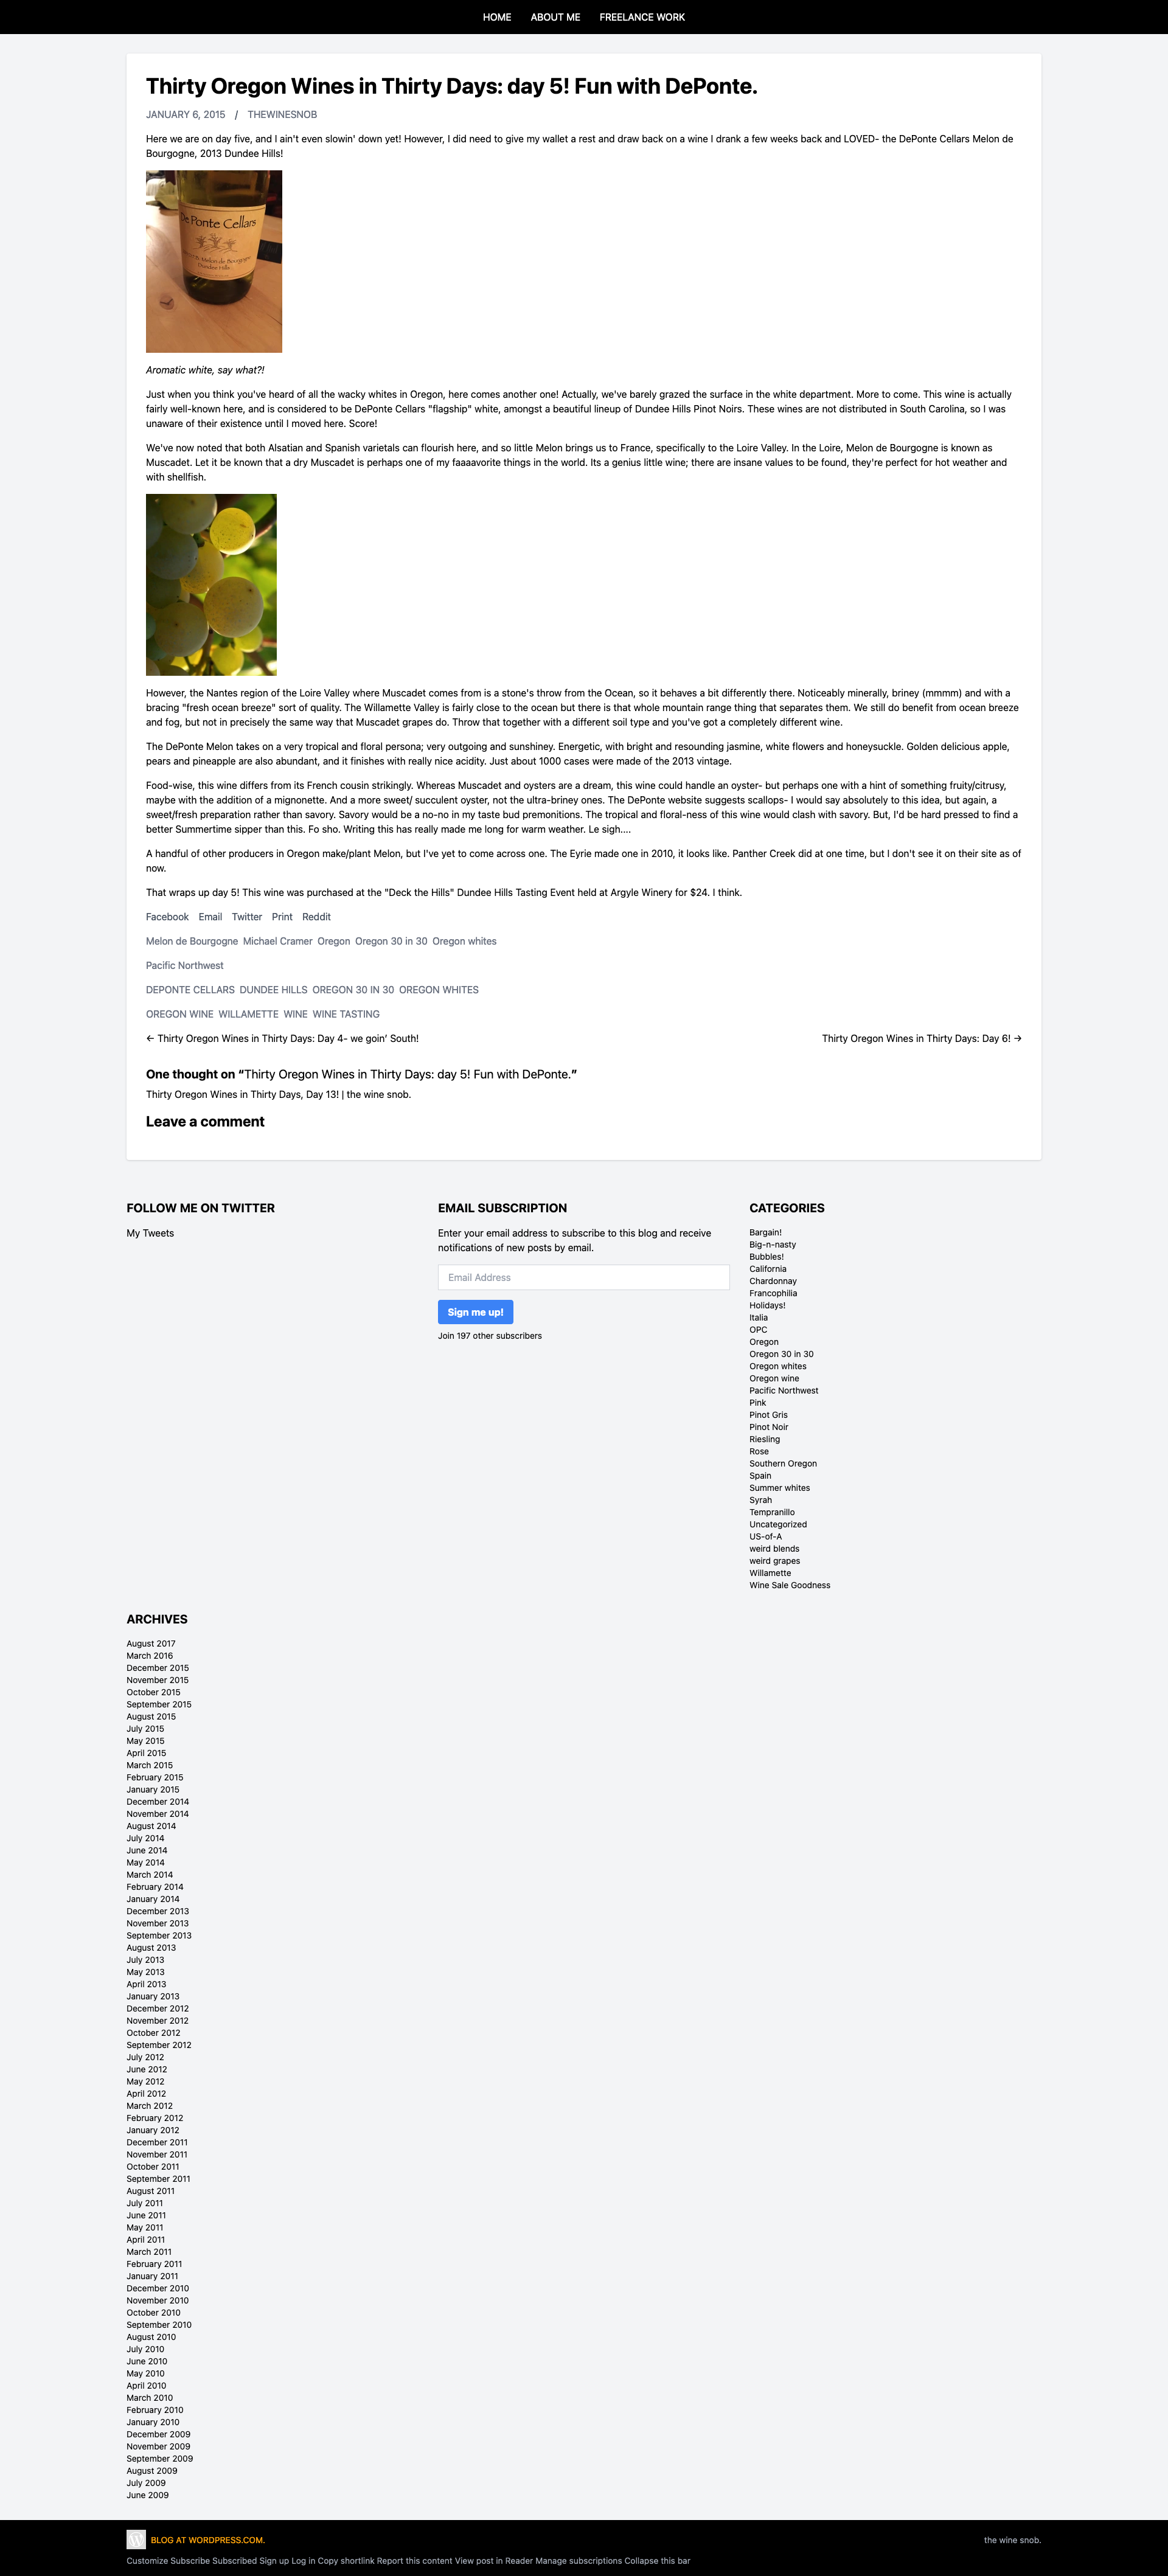 HOME ABOUT ME FREELANCE WORK
Thirty Oregon Wines in Thirty Days: day 5! Fun with DePonte.
JANUARY 6, 2015 / THEWINESNOB
Here we are on day five, and I ain't even slowin' down yet! However, I did need to give my wallet a rest and draw back on a wine I drank a few weeks back and LOVED- the DePonte Cellars Melon de
Bourgogne, 2013 Dundee Hills!
De Ponte Cellars
Melon de Bourgogne
Dundee Hills
Aromatic white, say what?!
Just when you think you've heard of all the wacky whites in Oregon, here comes another one! Actually, we've barely grazed the surface in the white department. More to come. This wine is actually
fairly well-known here, and is considered to be DePonte Cellars "flagship" white, amongst a beautiful lineup of Dundee Hills Pinot Noirs. These wines are not distributed in South Carolina, so I was
unaware of their existence until I moved here. Score!
We've now noted that both Alsatian and Spanish varietals can flourish here, and so little Melon brings us to France, specifically to the Loire Valley. In the Loire, Melon de Bourgogne is known as
Muscadet. Let it be known that a dry Muscadet is perhaps one of my faaaavorite things in the world. Its a genius little wine; there are insane values to be found, they're perfect for hot weather and
with shellfish.
However, the Nantes region of the Loire Valley where Muscadet comes from is a stone's throw from the Ocean, so it behaves a bit differently there. Noticeably minerally, briney (mmmm) and with a
bracing "fresh ocean breeze" sort of quality. The Willamette Valley is fairly close to the ocean but there is that whole mountain range thing that separates them. We still do benefit from ocean breeze
and fog, but not in precisely the same way that Muscadet grapes do. Throw that together with a different soil type and you've got a completely different wine.
The DePonte Melon takes on a very tropical and floral persona; very outgoing and sunshiney. Energetic, with bright and resounding jasmine, white flowers and honeysuckle. Golden delicious apple,
pears and pineapple are also abundant, and it finishes with really nice acidity. Just about 1000 cases were made of the 2013 vintage.
Food-wise, this wine differs from its French cousin strikingly. Whereas Muscadet and oysters are a dream, this wine could handle an oyster- but perhaps one with a hint of something fruity/citrusy,
maybe with the addition of a mignonette. And a more sweet/ succulent oyster, not the ultra-briney ones. The DePonte website suggests scallops- I would say absolutely to this idea, but again, a
sweet/fresh preparation rather than savory. Savory would be a no-no in my taste bud premonitions. The tropical and floral-ness of this wine would clash with savory. But, I'd be hard pressed to find a
better Summertime sipper than this. Fo sho. Writing this has really made me long for warm weather. Le sigh....
A handful of other producers in Oregon make/plant Melon, but I've yet to come across one. The Eyrie made one in 2010, it looks like. Panther Creek did at one time, but I don't see it on their site as of
now.
That wraps up day 5! This wine was purchased at the "Deck the Hills" Dundee Hills Tasting Event held at Argyle Winery for $24. I think.
Facebook Email Twitter Print Reddit
Melon de Bourgogne Michael Cramer Oregon Oregon 30 in 30 Oregon whites
Pacific Northwest
DEPONTE CELLARS DUNDEE HILLS OREGON 30 IN 30 OREGON WHITES
OREGON WINE WILLAMETTE WINE WINE TASTING
← Thirty Oregon Wines in Thirty Days: Day 4- we goin’ South! Thirty Oregon Wines in Thirty Days: Day 6! →
One thought on “Thirty Oregon Wines in Thirty Days: day 5! Fun with DePonte.”
Thirty Oregon Wines in Thirty Days, Day 13! | the wine snob.
Leave a comment
FOLLOW ME ON TWITTER
My Tweets
EMAIL SUBSCRIPTION
Enter your email address to subscribe to this blog and receive
notifications of new posts by email.
Email Address
Sign me up!
Join 197 other subscribers
CATEGORIES
Bargain!
Big-n-nasty
Bubbles!
California
Chardonnay
Francophilia
Holidays!
Italia
OPC
Oregon
Oregon 30 in 30
Oregon whites
Oregon wine
Pacific Northwest
Pink
Pinot Gris
Pinot Noir
Riesling
Rose
Southern Oregon
Spain
Summer whites
Syrah
Tempranillo
Uncategorized
US-of-A
weird blends
weird grapes
Willamette
Wine Sale Goodness
ARCHIVES
August 2017
March 2016
December 2015
November 2015
October 2015
September 2015
August 2015
July 2015
May 2015
April 2015
March 2015
February 2015
January 2015
December 2014
November 2014
August 2014
July 2014
June 2014
May 2014
March 2014
February 2014
January 2014
December 2013
November 2013
September 2013
August 2013
July 2013
May 2013
April 2013
January 2013
December 2012
November 2012
October 2012
September 2012
July 2012
June 2012
May 2012
April 2012
March 2012
February 2012
January 2012
December 2011
November 2011
October 2011
September 2011
August 2011
July 2011
June 2011
May 2011
April 2011
March 2011
February 2011
January 2011
December 2010
November 2010
October 2010
September 2010
August 2010
July 2010
June 2010
May 2010
April 2010
March 2010
February 2010
January 2010
December 2009
November 2009
September 2009
August 2009
July 2009
June 2009
BLOG AT WORDPRESS.COM. the wine snob.
Customize Subscribe Subscribed Sign up Log in Copy shortlink Report this content View post in Reader Manage subscriptions Collapse this bar